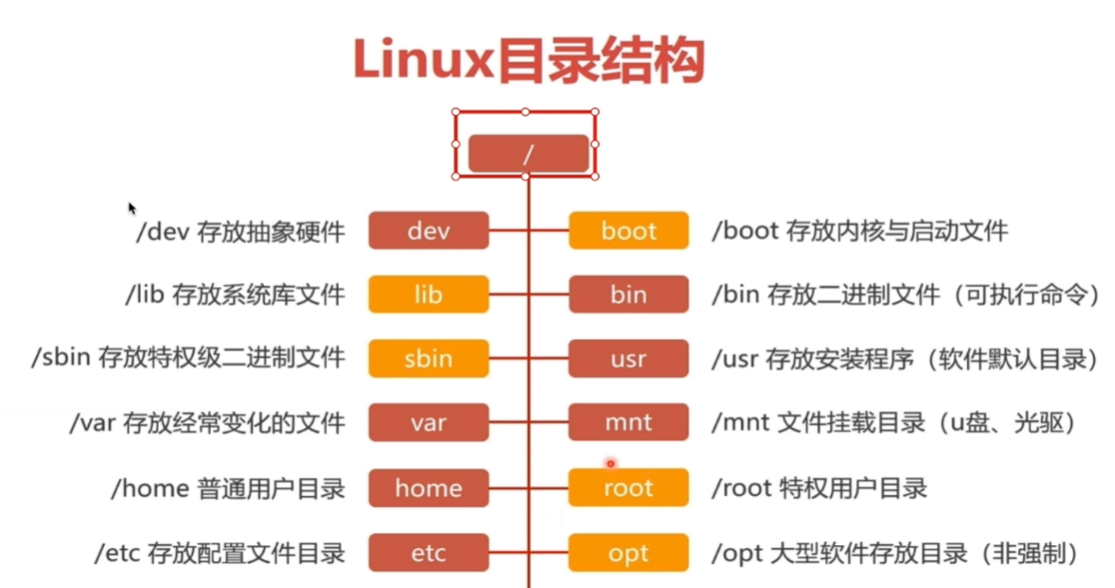 Linux目录结构
/
/dev 存放抽象硬件 dev boot /boot 存放内核与启动文件
/lib 存放系统库文件 lib bin /bin 存放二进制文件（可执行命令）
/sbin 存放特权级二进制文件 sbin usr /usr 存放安装程序（软件默认目录）
/var 存放经常变化的文件 var mnt /mnt 文件挂载目录（u盘、光驱）
/home 普通用户目录 home root /root 特权用户目录
/etc 存放配置文件目录 etc opt /opt 大型软件存放目录（非强制）